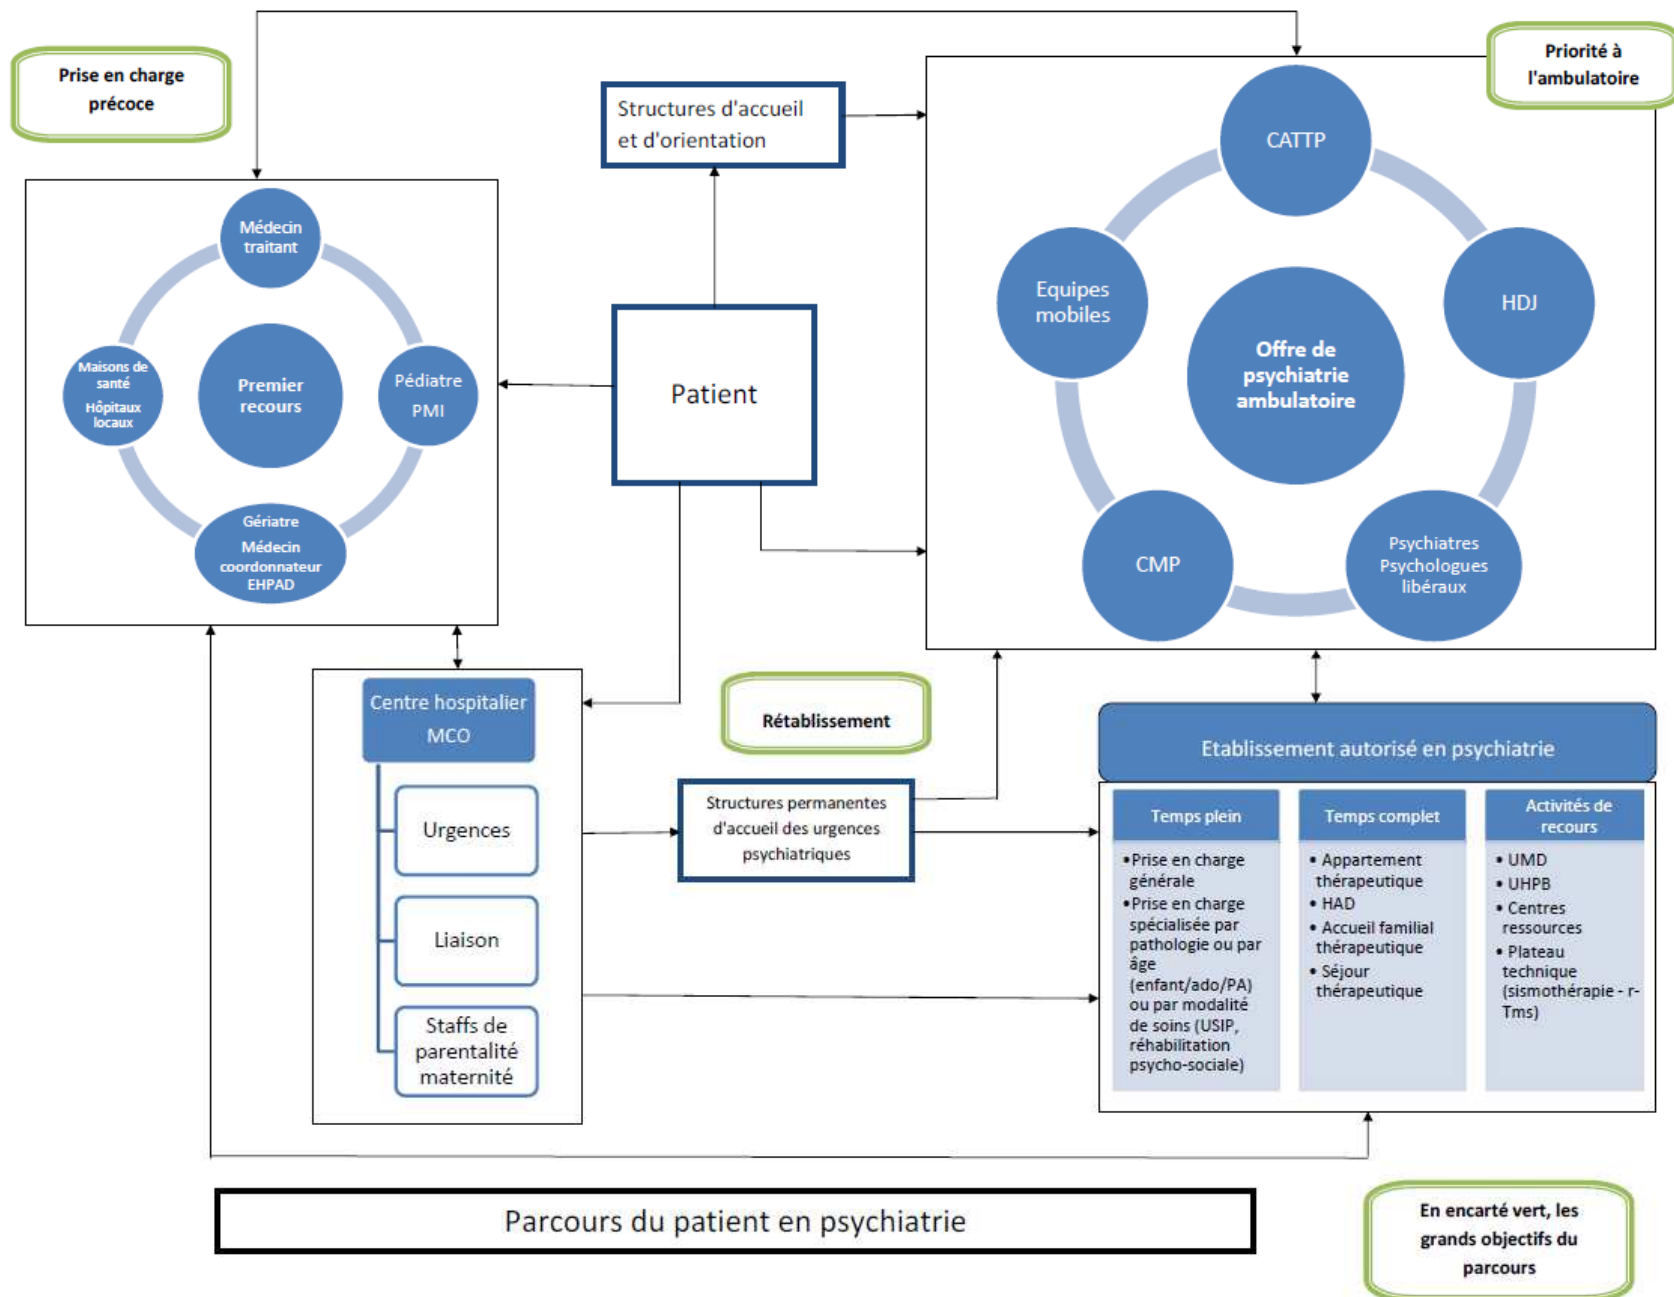 Prise en charge
précoce
Structures d'accueil
et d'orientation
Priorité à
l'ambulatoire
Médecin
traitant
Maisons de
santé
Hôpitaux
locaux
Premier
recours
Pédiatre
PMI
Gériatre
Médecin
coordonnateur
EHPAD
Patient
CATTP
Equipes
mobiles
HDJ
Offre de
psychiatrie
ambulatoire
CMP
Psychiatres
Psychologues
libéraux
Centre hospitalier
MCO
Urgences
Liaison
Staffs de
parentalité
maternité
Rétablissement
Structures permanentes
d'accueil des urgences
psychiatriques
Etablissement autorisé en psychiatrie
Temps plein
•Prise en charge
générale
•Prise en charge
spécialisée par
pathologie ou par
âge
(enfant/ado/PA)
ou par modalité
de soins (USIP,
réhabilitation
psycho-sociale)
Temps complet
• Appartement
thérapeutique
• HAD
• Accueil familial
thérapeutique
• Séjour
thérapeutique
Activités de
recours
• UMD
• UHPB
• Centres
ressources
• Plateau
technique
(sismothérapie - r-
Tms)
Parcours du patient en psychiatrie
En encarté vert, les
grands objectifs du
parcours